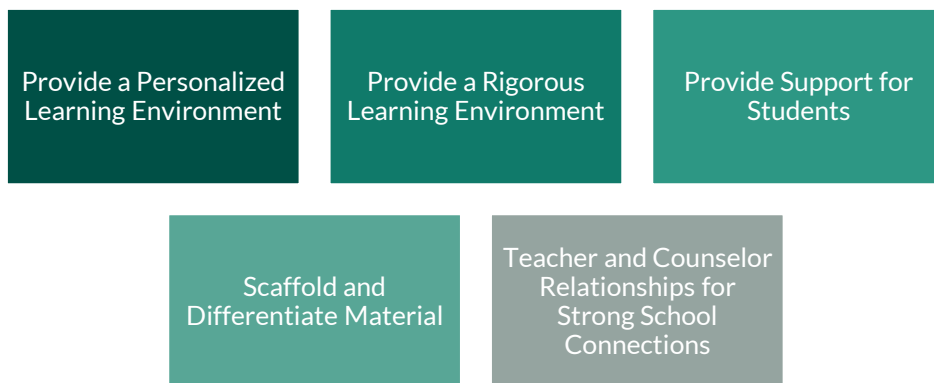 Provide a Personalized
Learning Environment
Provide a Rigorous
Learning Environment
Provide Support for
Students
Scaffold and
Differentiate Material
Teacher and Counselor
Relationships for
Strong School
Connections